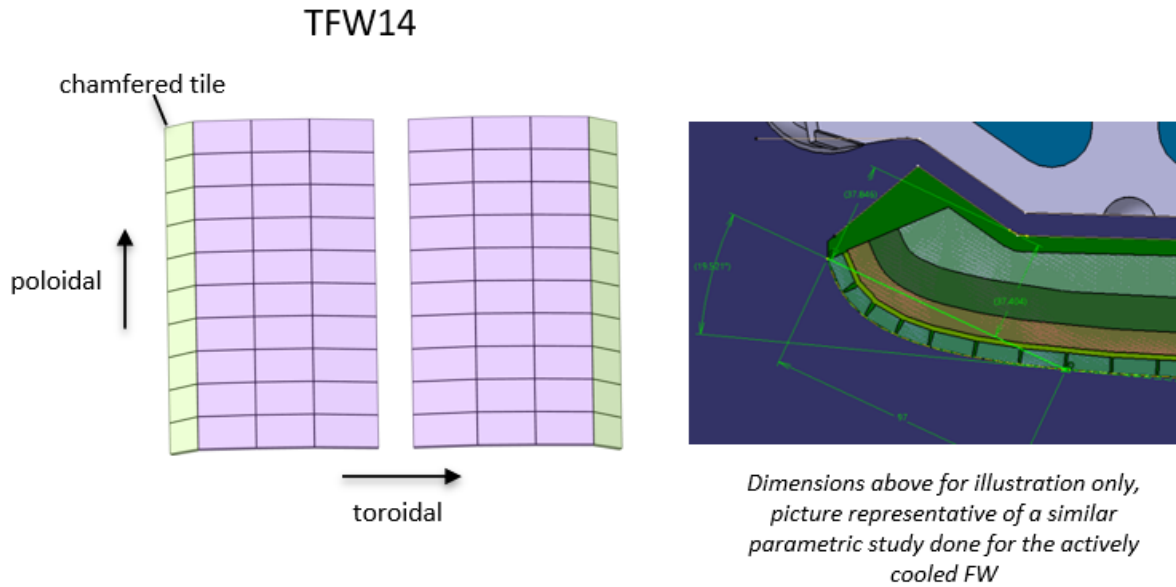 TFW14
chamfered tile
poloidal
toroidal
(37.846)
(19.521°)
(37.404)
97
Dimensions above for illustration only,
picture representative of a similar
parametric study done for the actively
cooled FW